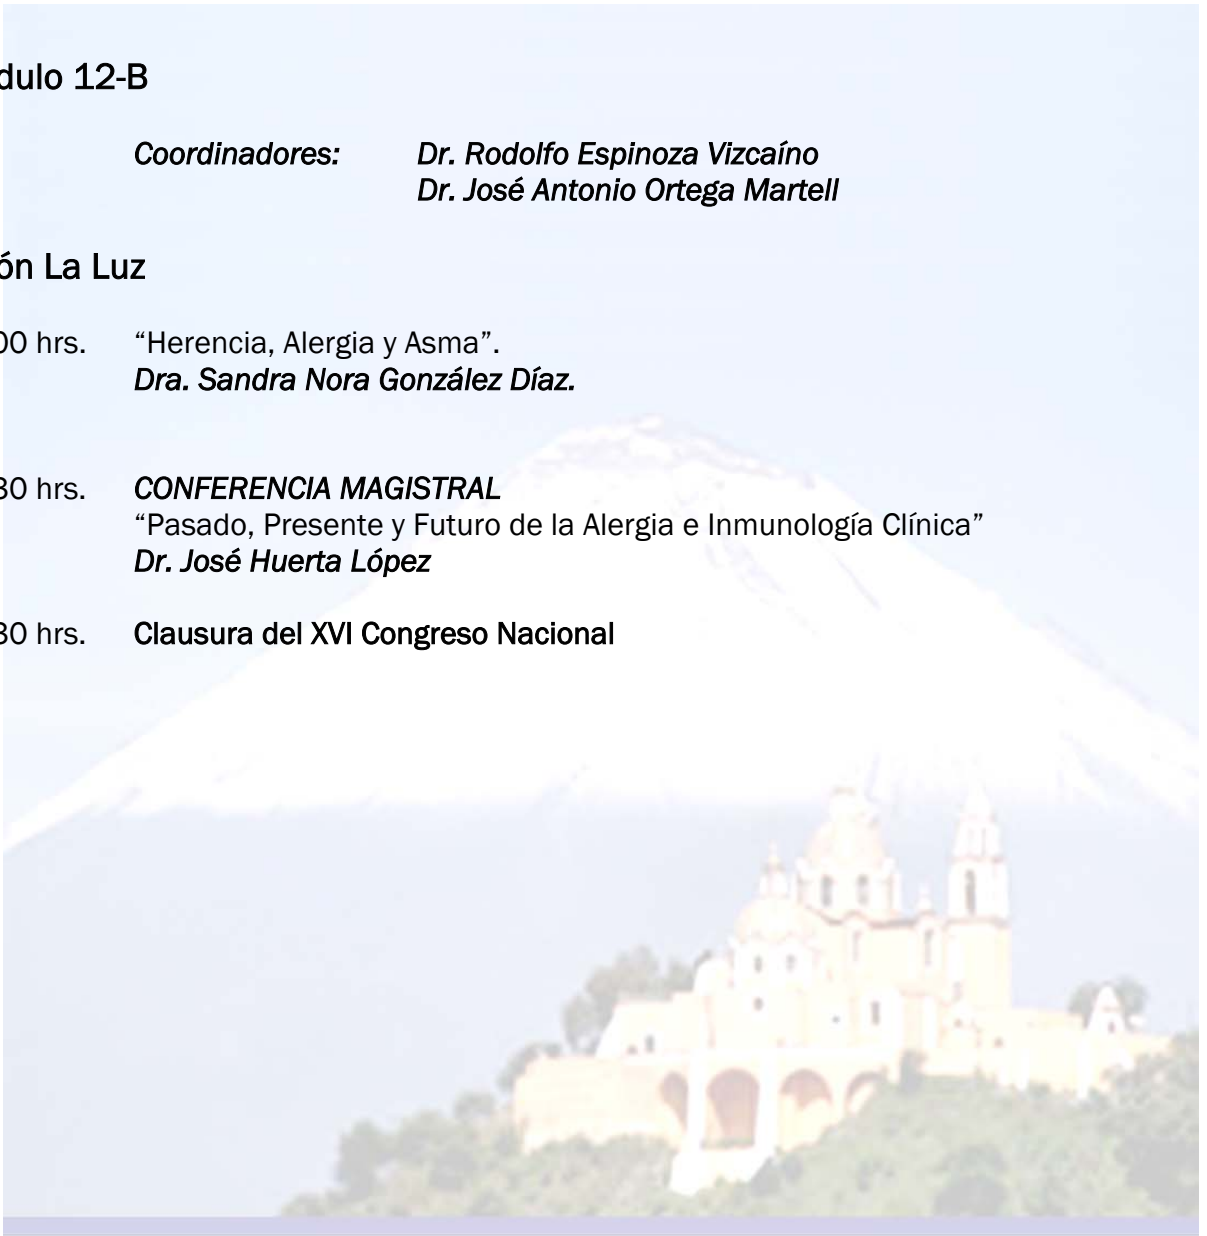 dulo 12-B
Coordinadores: Dr. Rodolfo Espinoza Vizcaíno
Dr. José Antonio Ortega Martell
ón La Luz
00 hrs. “Herencia, Alergia y Asma”.
Dra. Sandra Nora González Díaz.
30 hrs. CONFERENCIA MAGISTRAL
“Pasado, Presente y Futuro de la Alergia e Inmunología Clínica”
Dr. José Huerta López
30 hrs. Clausura del XVI Congreso Nacional